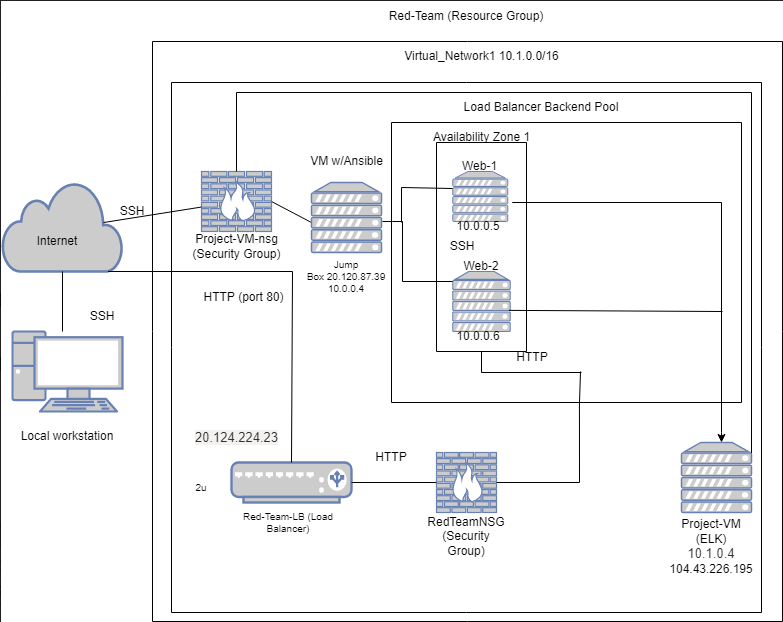 Red-Team (Resource Group)
Virtual_Network1 10.1.0.0/16
Load Balancer Backend Pool
Availability Zone 1
VM w/Ansible
Web-1
SSH
10.0.0.5
Internet
Project-VM-nsg
(Security Group)
SSH
Jump
Box 20.120.87.39
10.0.0.4
Web-2
HTTP (port 80)
SSH
10.0.0.6
HTTP
Local workstation
20.124.224.23
HTTP
2u
Red-Team-LB (Load
Balancer)
RedTeamNSG
(Security
Group)
Project-VM
(ELK)
10.1.0.4
104.43.226.195